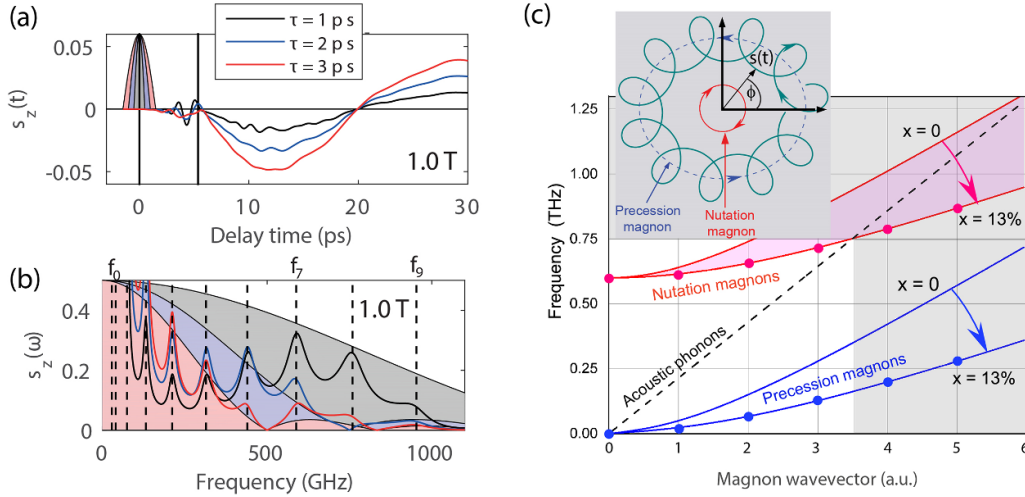 (a)
τ = 1 p s
τ = 2 p s
τ = 3 p s
0.05
0
-0.05
s_z(t)
1.0 T
0
10
20
30
Delay time (ps)
(b)
f_0
f_7
f_9
1.0 T
0.4
0.2
0
s_z(ω)
0
500
1000
Frequency (GHz)
(c)
s(t)
ϕ
Precession
magnon
Nutation
magnon
1.25
1.00
0.75
0.50
0.25
0.00
Frequency (THz)
x = 0
x = 13%
Nutation magnons
Acoustic phonons
x = 0
Precession magnons
x = 13%
0
1
2
3
4
5
6
Magnon wavevector (a.u.)